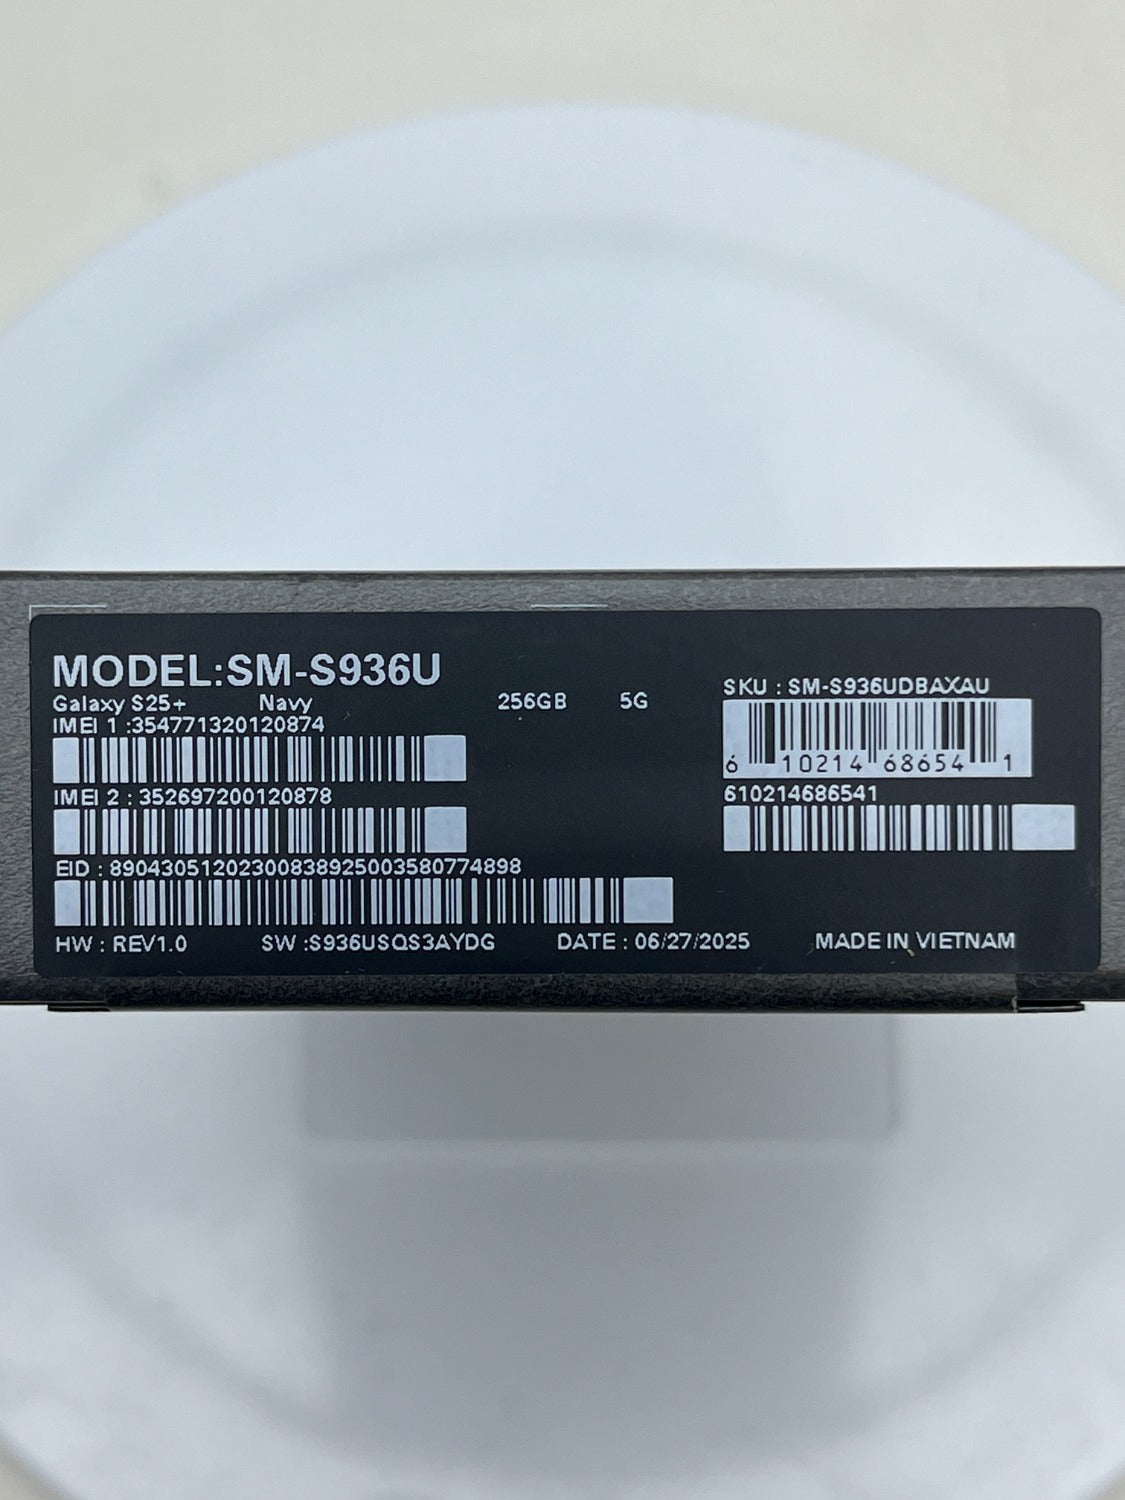 MODEL:SM-S936U
Galaxy S25+ Navy 256GB 5G
IMEI 1 :354771320120874
IMEI 2 : 352697200120878
EID : 89043051202300838925003580774898
HW : REV1.0 SW :S936USQS3AYDG DATE : 06/27/2025 MADE IN VIETNAM
SKU : SM-S936UDBAXAU
6 10214 68654 1
610214686541